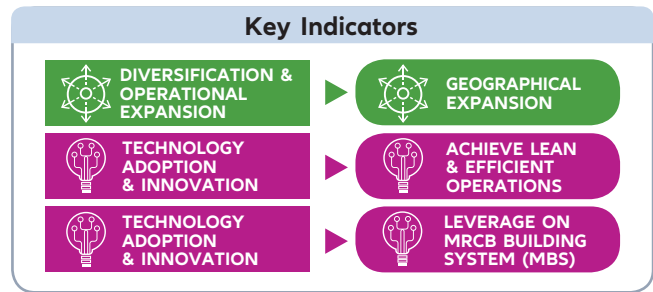 Key Indicators
DIVERSIFICATION &
OPERATIONAL
EXPANSION
GEOGRAPHICAL
EXPANSION
TECHNOLOGY
ADOPTION
& INNOVATION
ACHIEVE LEAN
& EFFICIENT
OPERATIONS
TECHNOLOGY
ADOPTION
& INNOVATION
LEVERAGE ON
MRCB BUILDING
SYSTEM (MBS)